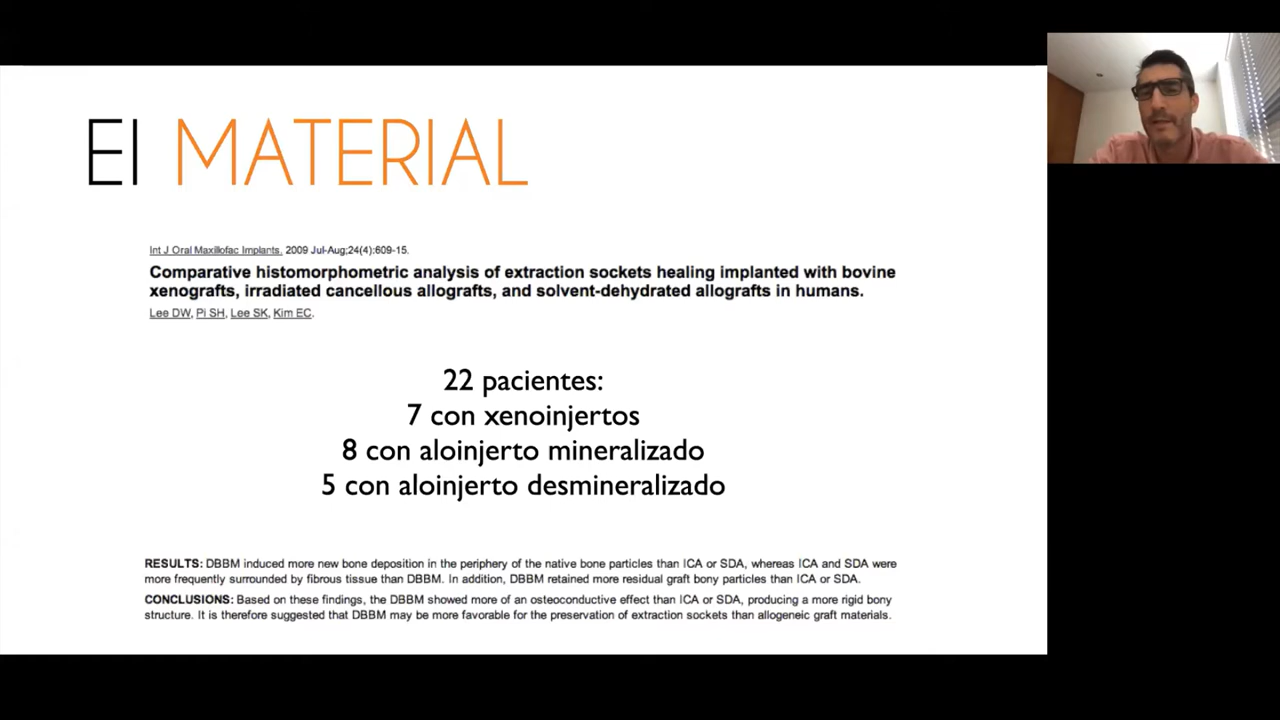 El MATERIAL
Int J Oral Maxillofac Implants. 2009 Jul-Aug;24(4):609-15.
Comparative histomorphometric analysis of extraction sockets healing implanted with bovine
xenografts, irradiated cancellous allografts, and solvent-dehydrated allografts in humans.
Lee DW, Pi SH, Lee SK, Kim EC.
22 pacientes:
7 con xenoinjertos
8 con aloinjerto mineralizado
5 con aloinjerto desmineralizado
RESULTS: DBBM induced more new bone deposition in the periphery of the native bone particles than ICA or SDA, whereas ICA and SDA were
more frequently surrounded by fibrous tissue than DBBM. In addition, DBBM retained more residual graft bony particles than ICA or SDA.
CONCLUSIONS: Based on these findings, the DBBM showed more of an osteoconductive effect than ICA or SDA, producing a more rigid bony
structure. It is therefore suggested that DBBM may be more favorable for the preservation of extraction sockets than allogeneic graft materials.